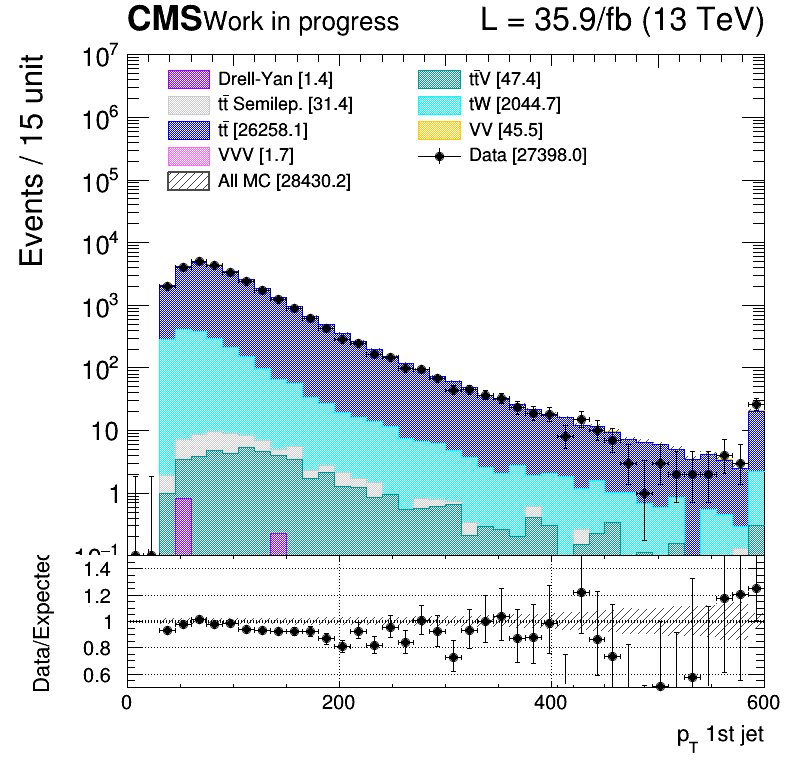 CMS Work in progress L = 35.9/fb (13 TeV)
Events / 15 unit
10⁷
10⁶
10⁵
10⁴
10³
10²
10
1
10⁻¹
Drell-Yan [1.4]
tt̄ Semilep. [31.4]
tt̄ [26258.1]
VVV [1.7]
All MC [28430.2]
tt̄V [47.4]
tW [2044.7]
VV [45.5]
Data [27398.0]
Data/Expected
1.4
1.2
1
0.8
0.6
0 200 400 600
p_T 1st jet